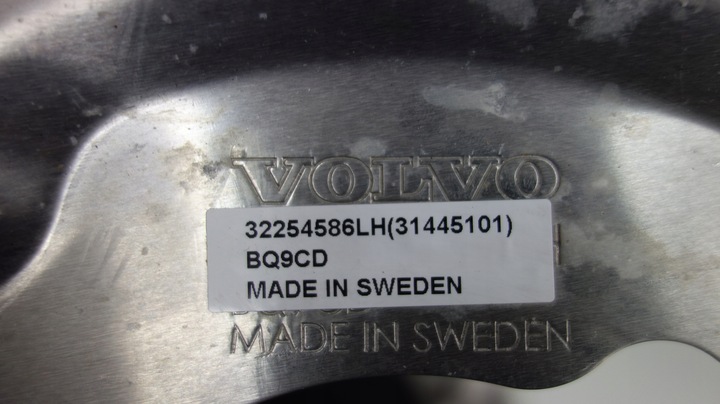 VOLVO
32254586LH(31445101)
BQ9CD
MADE IN SWEDEN
MADE IN SWEDEN